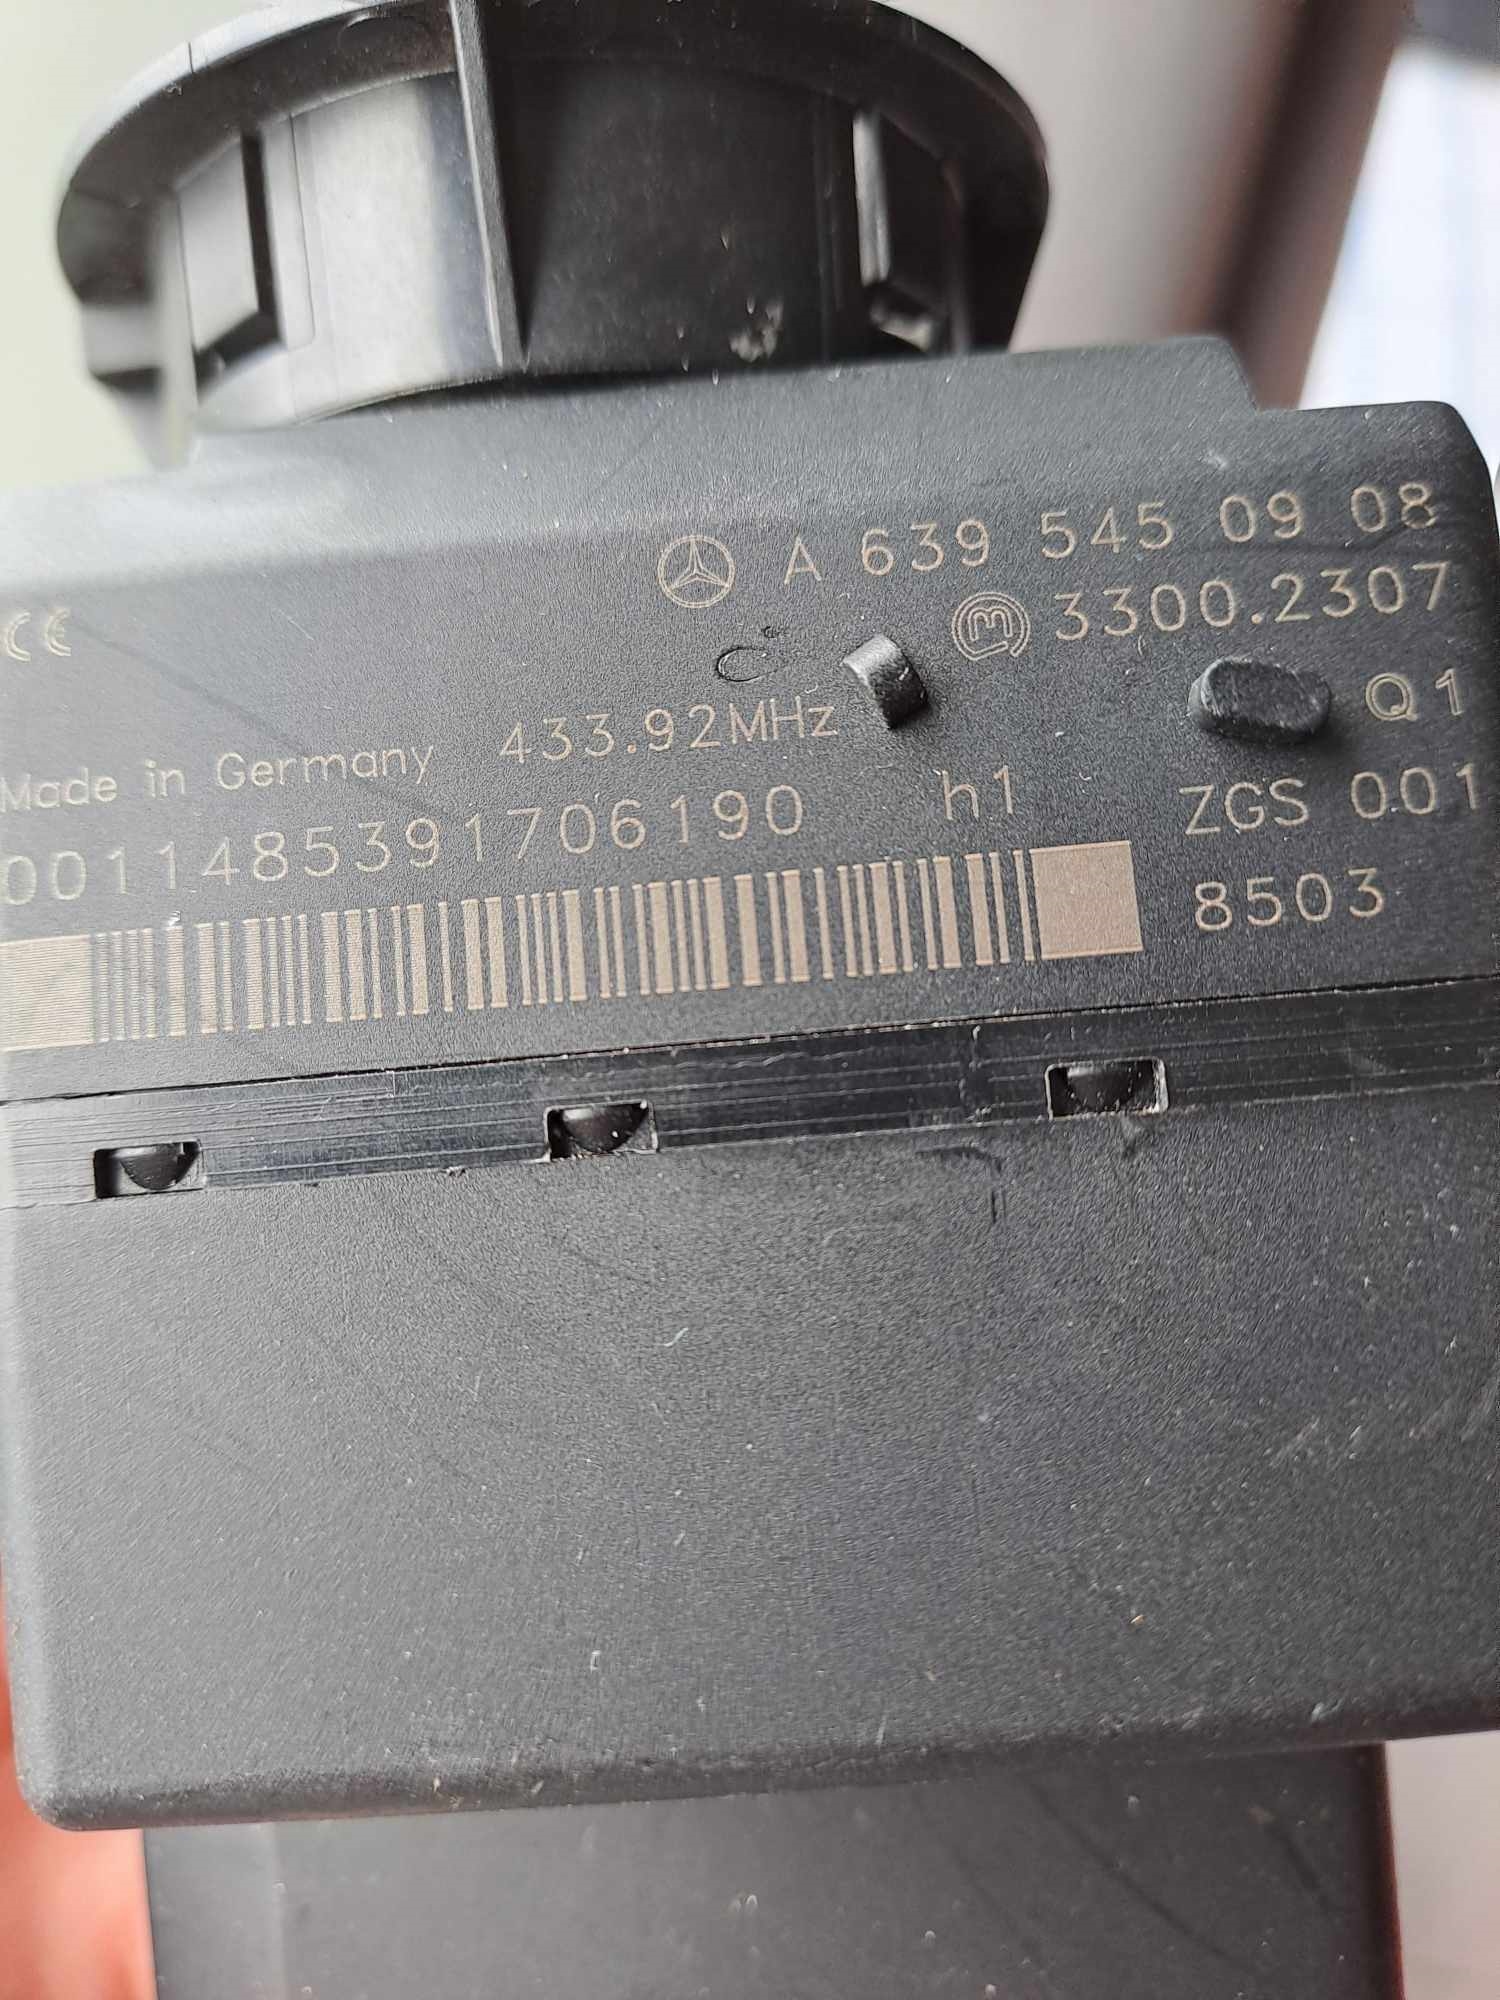 A 639 545 09 08
3300.2307
CE
Made in Germany 433.92MHz
Q1
0011485391706190 h1
ZGS 001
8503